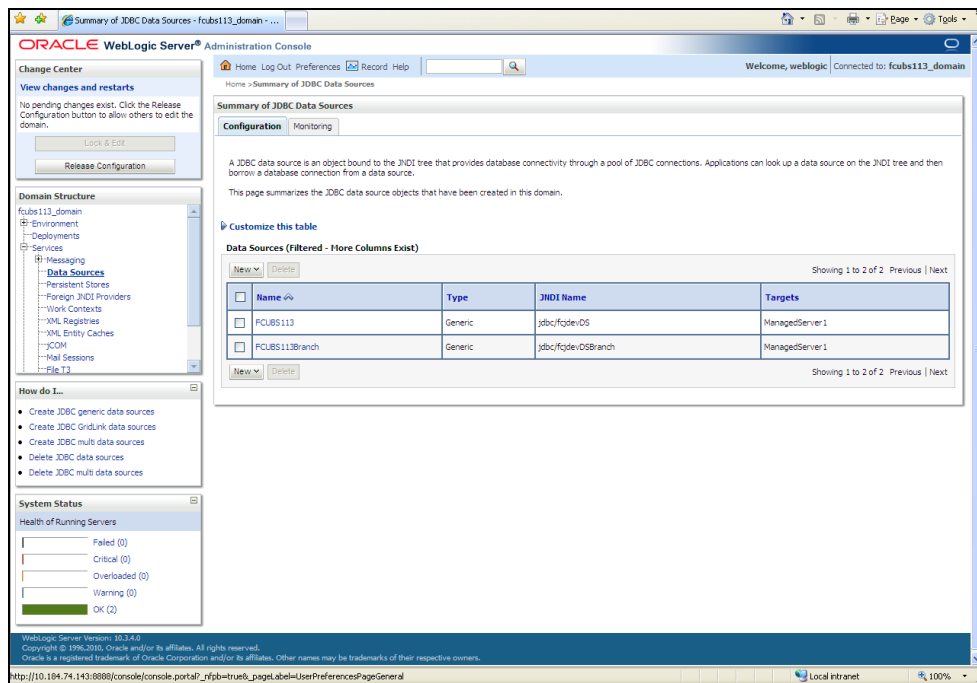 Summary of JDBC Data Sources - fcubs113_domain - ...
Page
Tools
ORACLE WebLogic Server® Administration Console
Change Center
View changes and restarts
No pending changes exist. Click the Release
Configuration button to allow others to edit the
domain.
Lock & Edit
Release Configuration
Domain Structure
fcubs113_domain
Environment
Deployments
Services
Messaging
Data Sources
Persistent Stores
Foreign JNDI Providers
Work Contexts
XML Registries
XML Entity Caches
jCOM
Mail Sessions
File T3
How do I...
Create JDBC generic data sources
Create JDBC GridLink data sources
Create JDBC multi data sources
Delete JDBC data sources
Delete JDBC multi data sources
System Status
Health of Running Servers
Failed (0)
Critical (0)
Overloaded (0)
Warning (0)
OK (2)
Home Log Out Preferences Record Help
Welcome, weblogic Connected to: fcubs113_domain
Home >Summary of JDBC Data Sources
Summary of JDBC Data Sources
Configuration Monitoring
A JDBC data source is an object bound to the JNDI tree that provides database connectivity through a pool of JDBC connections. Applications can look up a data source on the JNDI tree and then
borrow a database connection from a data source.
This page summarizes the JDBC data source objects that have been created in this domain.
Customize this table
Data Sources (Filtered - More Columns Exist)
New Delete Showing 1 to 2 of 2 Previous | Next
Name Type JNDI Name Targets
FCUBS113 Generic jdbc/fcjdevDS ManagedServer1
FCUBS113Branch Generic jdbc/fcjdevDSBranch ManagedServer1
New Delete Showing 1 to 2 of 2 Previous | Next
WebLogic Server Version: 10.3.4.0
Copyright © 1996,2010, Oracle and/or its affiliates. All rights reserved.
Oracle is a registered trademark of Oracle Corporation and/or its affiliates. Other names may be trademarks of their respective owners.
http://10.184.74.143:8888/console/console.portal?_nfpb=true&_pageLabel=UserPreferencesPageGeneral
Local intranet
100%